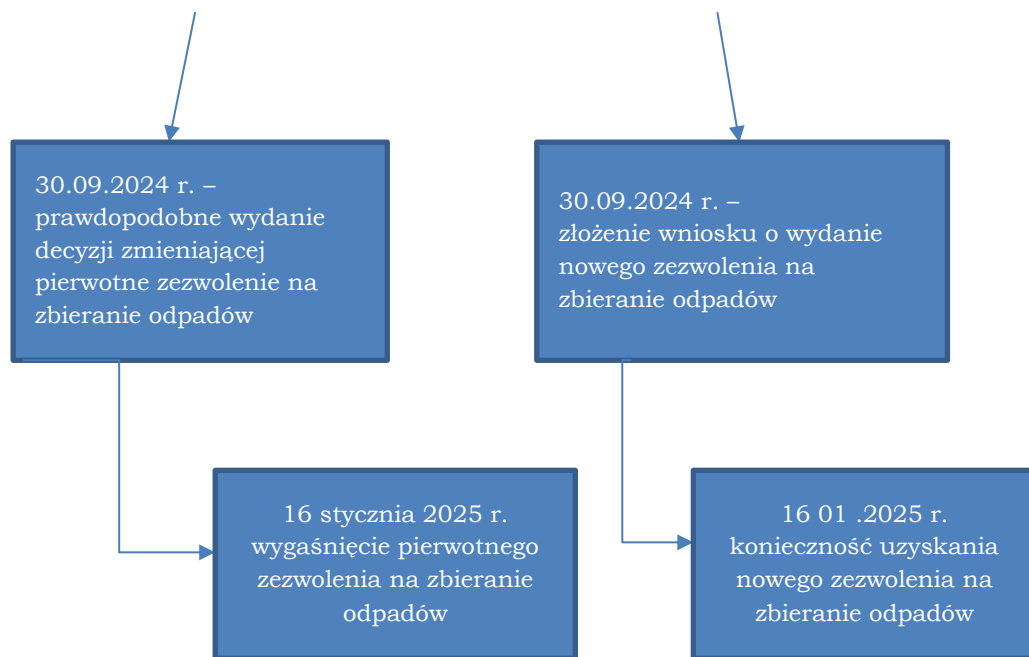 30.09.2024 r. –
prawdopodobne wydanie
decyzji zmieniającej
pierwotne zezwolenie na
zbieranie odpadów
30.09.2024 r. –
złożenie wniosku o wydanie
nowego zezwolenia na
zbieranie odpadów
16 stycznia 2025 r.
wygaśnięcie pierwotnego
zezwolenia na zbieranie
odpadów
16 01 .2025 r.
konieczność uzyskania
nowego zezwolenia na
zbieranie odpadów